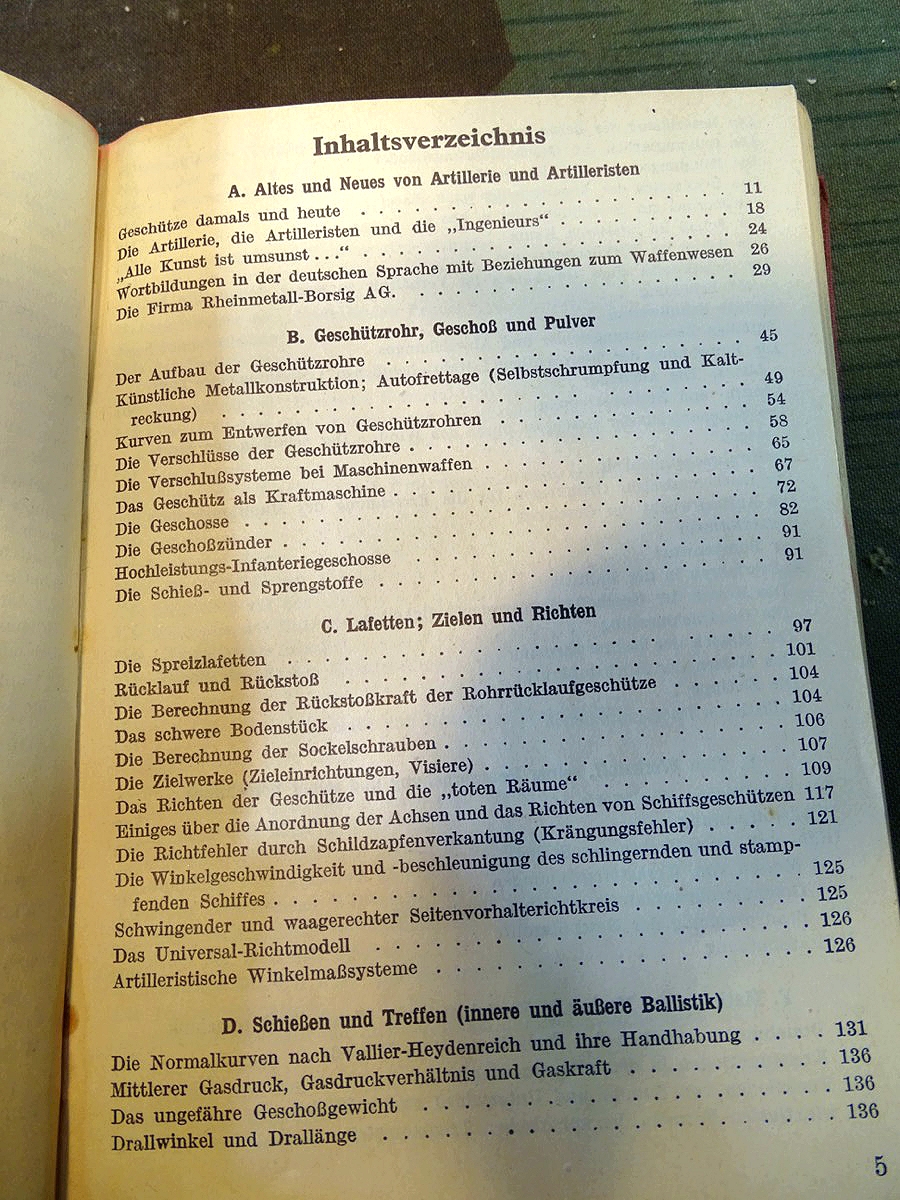 Inhaltsverzeichnis
A. Altes und Neues von Artillerie und Artilleristen
Geschütze damals und heute . . . . . . . . . . . . . . . . 11
Die Artillerie, die Artilleristen und die „Ingenieurs“ . . . . . . . 18
„Alle Kunst ist umsunst . . .“ . . . . . . . . . . . . . . . . 24
Wortbildungen in der deutschen Sprache mit Beziehungen zum Waffenwesen 26
Die Firma Rheinmetall-Borsig AG. . . . . . . . . . . . . . . 29
B. Geschützrohr, Geschoß und Pulver
Der Aufbau der Geschützrohre . . . . . . . . . . . . . . . . 45
Künstliche Metallkonstruktion; Autofrettage (Selbstschrumpfung und Kalt-
reckung) . . . . . . . . . . . . . . . . . . . . . . . 49
Kurven zum Entwerfen von Geschützrohren . . . . . . . . . . . 54
Die Verschlüsse der Geschützrohre . . . . . . . . . . . . . . 58
Die Verschlußsysteme bei Maschinenwaffen . . . . . . . . . . . 65
Das Geschütz als Kraftmaschine . . . . . . . . . . . . . . . 67
Die Geschosse . . . . . . . . . . . . . . . . . . . . . . 72
Die Geschoßzünder . . . . . . . . . . . . . . . . . . . . 82
Hochleistungs-Infanteriegeschosse . . . . . . . . . . . . . . 91
Die Schieß- und Sprengstoffe . . . . . . . . . . . . . . . . 91
C. Lafetten; Zielen und Richten
Die Spreizlafetten . . . . . . . . . . . . . . . . . . . . 97
Rücklauf und Rückstoß . . . . . . . . . . . . . . . . . . 101
Die Berechnung der Rückstoßkraft der Rohrrücklaufgeschütze . . . . . . 104
Das schwere Bodenstück . . . . . . . . . . . . . . . . . . 104
Die Berechnung der Sockelschrauben . . . . . . . . . . . . . . 106
Die Zielwerke (Zieleinrichtungen, Visiere) . . . . . . . . . . . . 107
Das Richten der Geschütze und die „toten Räume“ . . . . . . . . . 109
Einiges über die Anordnung der Achsen und das Richten von Schiffsgeschützen 117
Die Richtfehler durch Schildzapfenverkantung (Krängungsfehler) . . . . . 121
Die Winkelgeschwindigkeit und -beschleunigung des schlingernden und stamp-
fenden Schiffes . . . . . . . . . . . . . . . . . . . . 125
Schwingender und waagerechter Seitenvorhalterichtkreis . . . . . . . . 125
Das Universal-Richtmodell . . . . . . . . . . . . . . . . . 126
Artilleristische Winkelmaßsysteme . . . . . . . . . . . . . . 126
D. Schießen und Treffen (innere und äußere Ballistik)
Die Normalkurven nach Vallier-Heydenreich und ihre Handhabung . . . . 131
Mittlerer Gasdruck, Gasdruckverhältnis und Gaskraft . . . . . . . . 136
Das ungefähre Geschoßgewicht . . . . . . . . . . . . . . . 136
Drallwinkel und Drallänge . . . . . . . . . . . . . . . . . 136
5